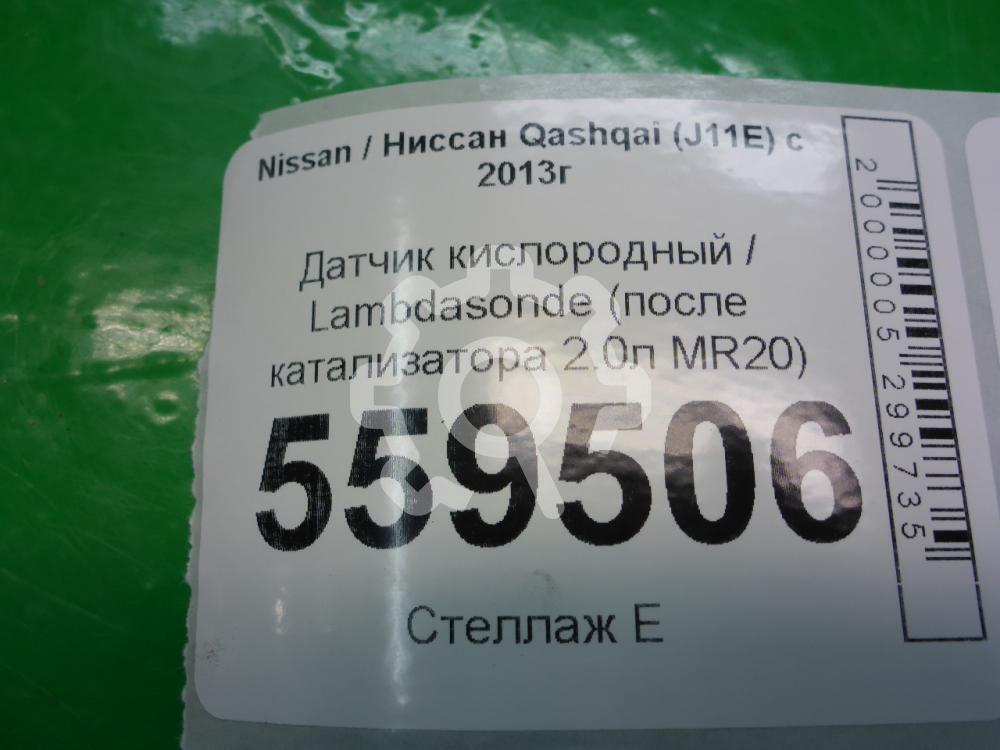 Nissan / Ниссан Qashqai (J11E) с
2013г
Датчик кислородный /
Lambdasonde (после
катализатора 2.0л MR20)
559506
Стеллаж Е
2000005299735